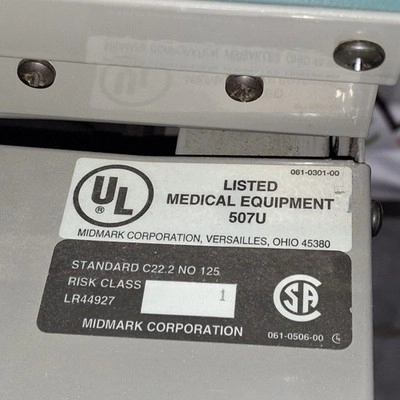 061-0301-00
UL
LISTED
MEDICAL EQUIPMENT
507U
MIDMARK CORPORATION, VERSAILLES, OHIO 45380
STANDARD C22.2 NO 125
RISK CLASS 1
LR44927
SA
MIDMARK CORPORATION
061-0506-00